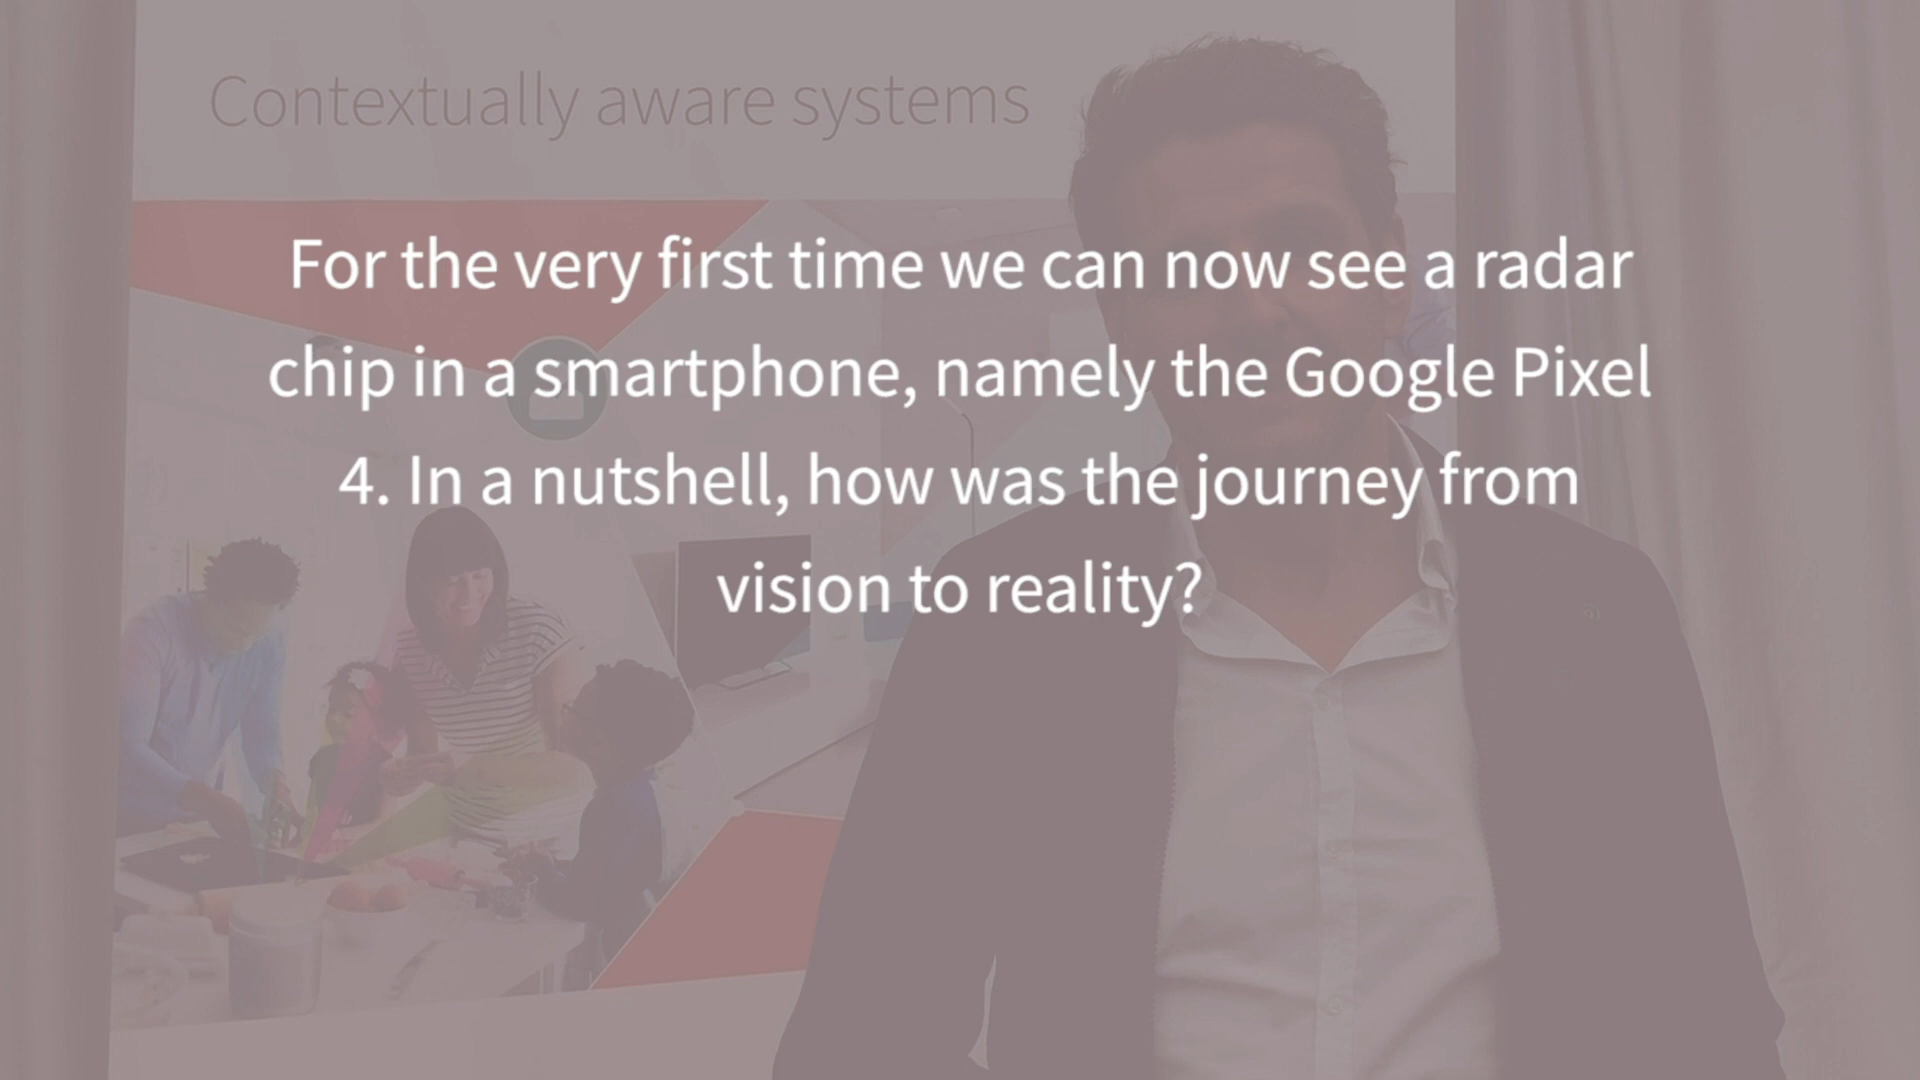 Contextually aware systems
For the very first time we can now see a radar
chip in a smartphone, namely the Google Pixel
4. In a nutshell, how was the journey from
vision to reality?